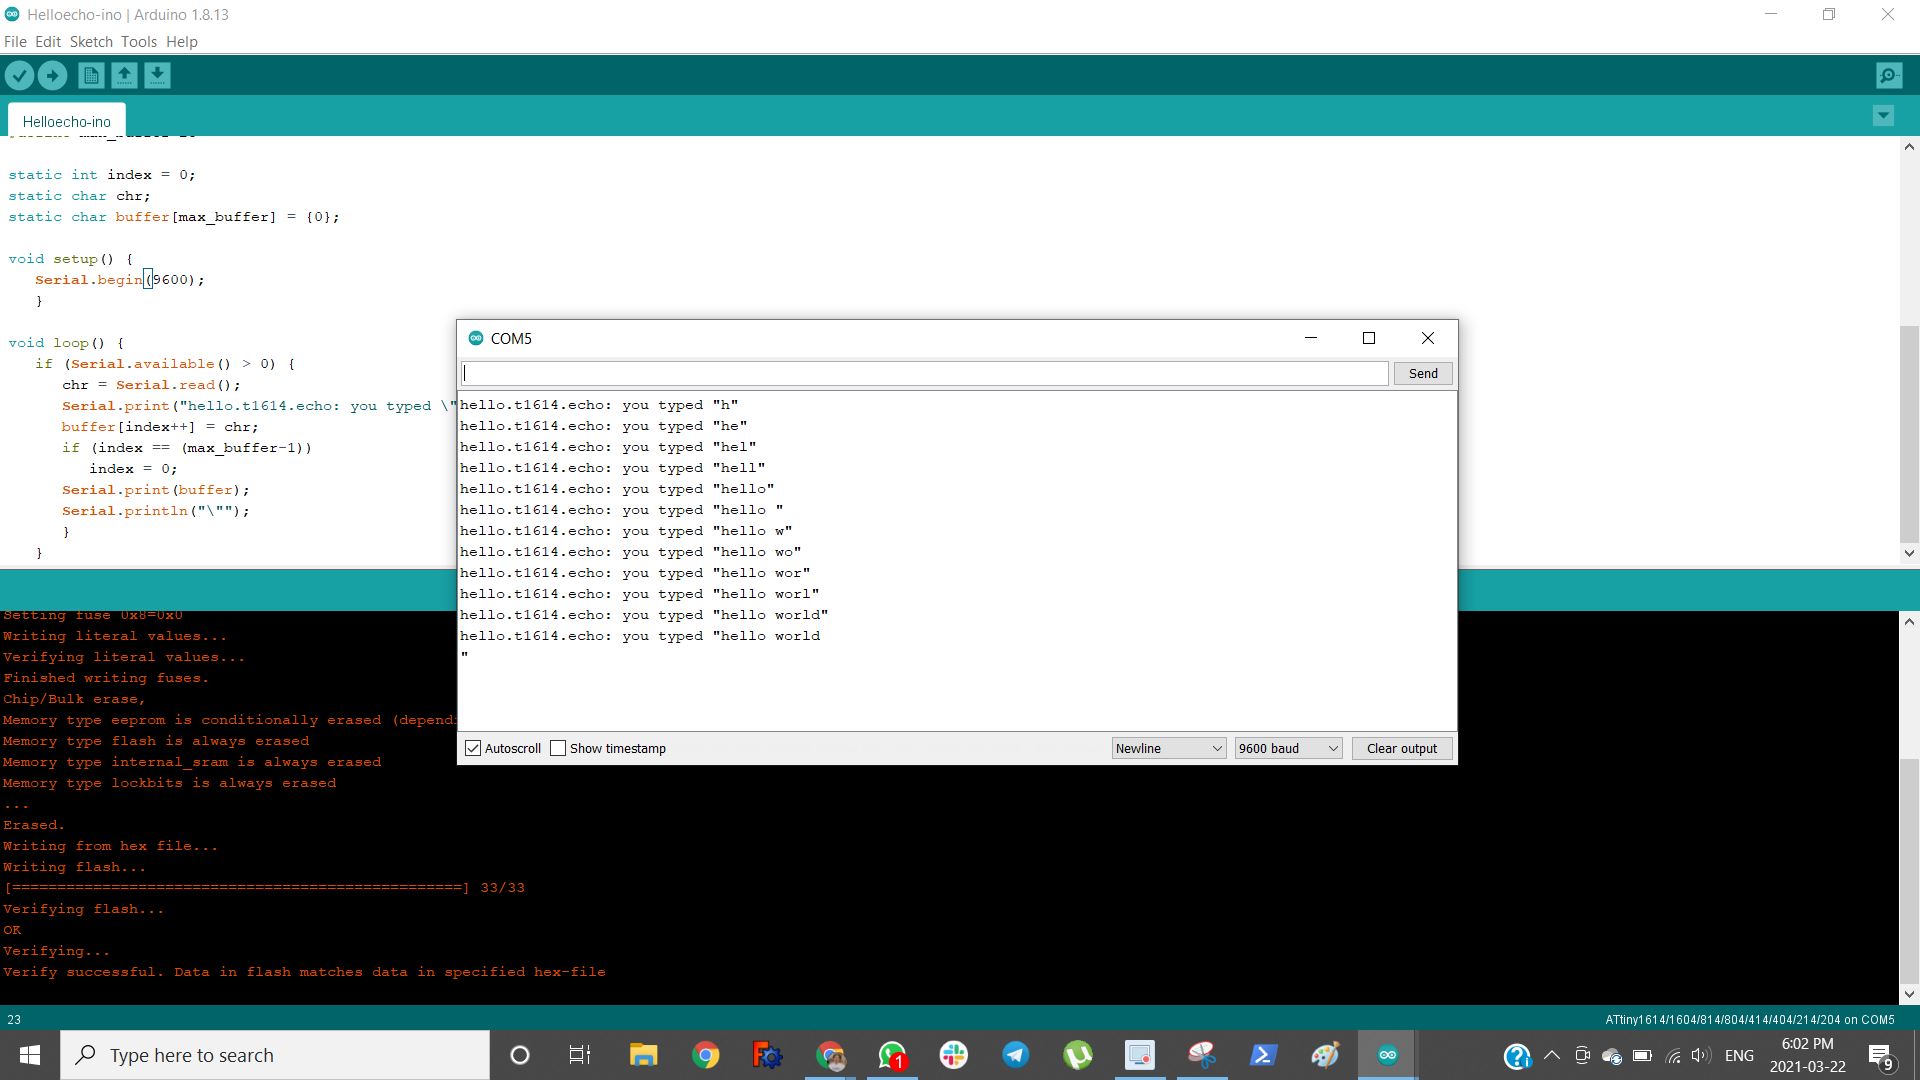 Helloecho-ino | Arduino 1.8.13
File Edit Sketch Tools Help
Helloecho-ino
static int index = 0;
static char chr;
static char buffer[max_buffer] = {0};
void setup() {
Serial.begin(9600);
}
void loop() {
if (Serial.available() > 0) {
chr = Serial.read();
Serial.print("hello.t1614.echo: you typed \"
buffer[index++] = chr;
if (index == (max_buffer-1))
index = 0;
Serial.print(buffer);
Serial.println("\"");
}
}
COM5
Send
hello.t1614.echo: you typed "h"
hello.t1614.echo: you typed "he"
hello.t1614.echo: you typed "hel"
hello.t1614.echo: you typed "hell"
hello.t1614.echo: you typed "hello"
hello.t1614.echo: you typed "hello "
hello.t1614.echo: you typed "hello w"
hello.t1614.echo: you typed "hello wo"
hello.t1614.echo: you typed "hello wor"
hello.t1614.echo: you typed "hello worl"
hello.t1614.echo: you typed "hello world"
hello.t1614.echo: you typed "hello world
"
Autoscroll Show timestamp Newline 9600 baud Clear output
Setting fuse 0x8=0x0
Writing literal values...
Verifying literal values...
Finished writing fuses.
Chip/Bulk erase,
Memory type eeprom is conditionally erased (depend
Memory type flash is always erased
Memory type internal_sram is always erased
Memory type lockbits is always erased
...
Erased.
Writing from hex file...
Writing flash...
[==================================================] 33/33
Verifying flash...
OK
Verifying...
Verify successful. Data in flash matches data in specified hex-file
23
ATtiny1614/1604/814/804/414/404/214/204 on COM5
Type here to search
1
ENG
6:02 PM
2021-03-22
9